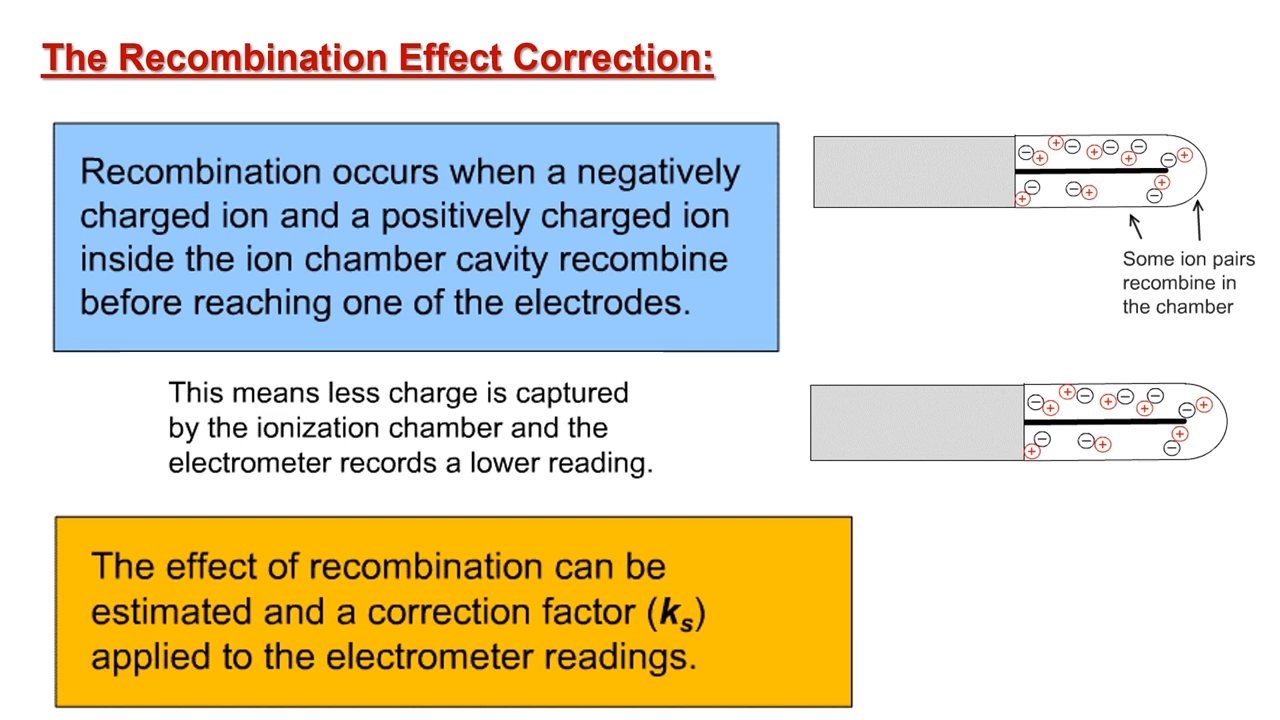 The Recombination Effect Correction:
Recombination occurs when a negatively
charged ion and a positively charged ion
inside the ion chamber cavity recombine
before reaching one of the electrodes.
Some ion pairs
recombine in
the chamber
This means less charge is captured
by the ionization chamber and the
electrometer records a lower reading.
The effect of recombination can be
estimated and a correction factor (ks)
applied to the electrometer readings.